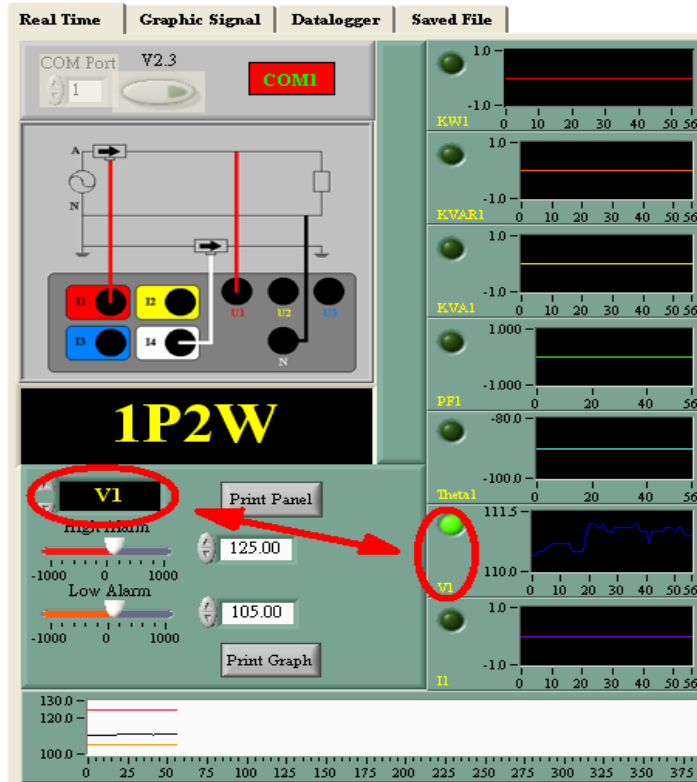 Real Time Graphic Signal Datalogger Saved File
COM Port V2.3
1
COM1
A
N
I1 I2 U1 U2 U3
I3 I4 N
1P2W
V1
Print Panel
High Alarm
125.00
-1000 0 1000
Low Alarm
105.00
-1000 0 1000
Print Graph
1.0
-1.0
KW1
0 10 20 30 40 50 56
1.0
-1.0
KVAR1
0 10 20 30 40 50 56
1.0
-1.0
KVA1
0 10 20 30 40 50 56
1.000
-1.000
PF1
0 20 40 56
-80.0
-100.0
Theta1
0 20 40 56
111.5
110.0
V1
0 10 20 30 40 50 56
1.0
-1.0
I1
0 10 20 30 40 50 56
130.0
120.0
100.0
0 25 50 75 100 125 150 175 200 225 250 275 300 325 350